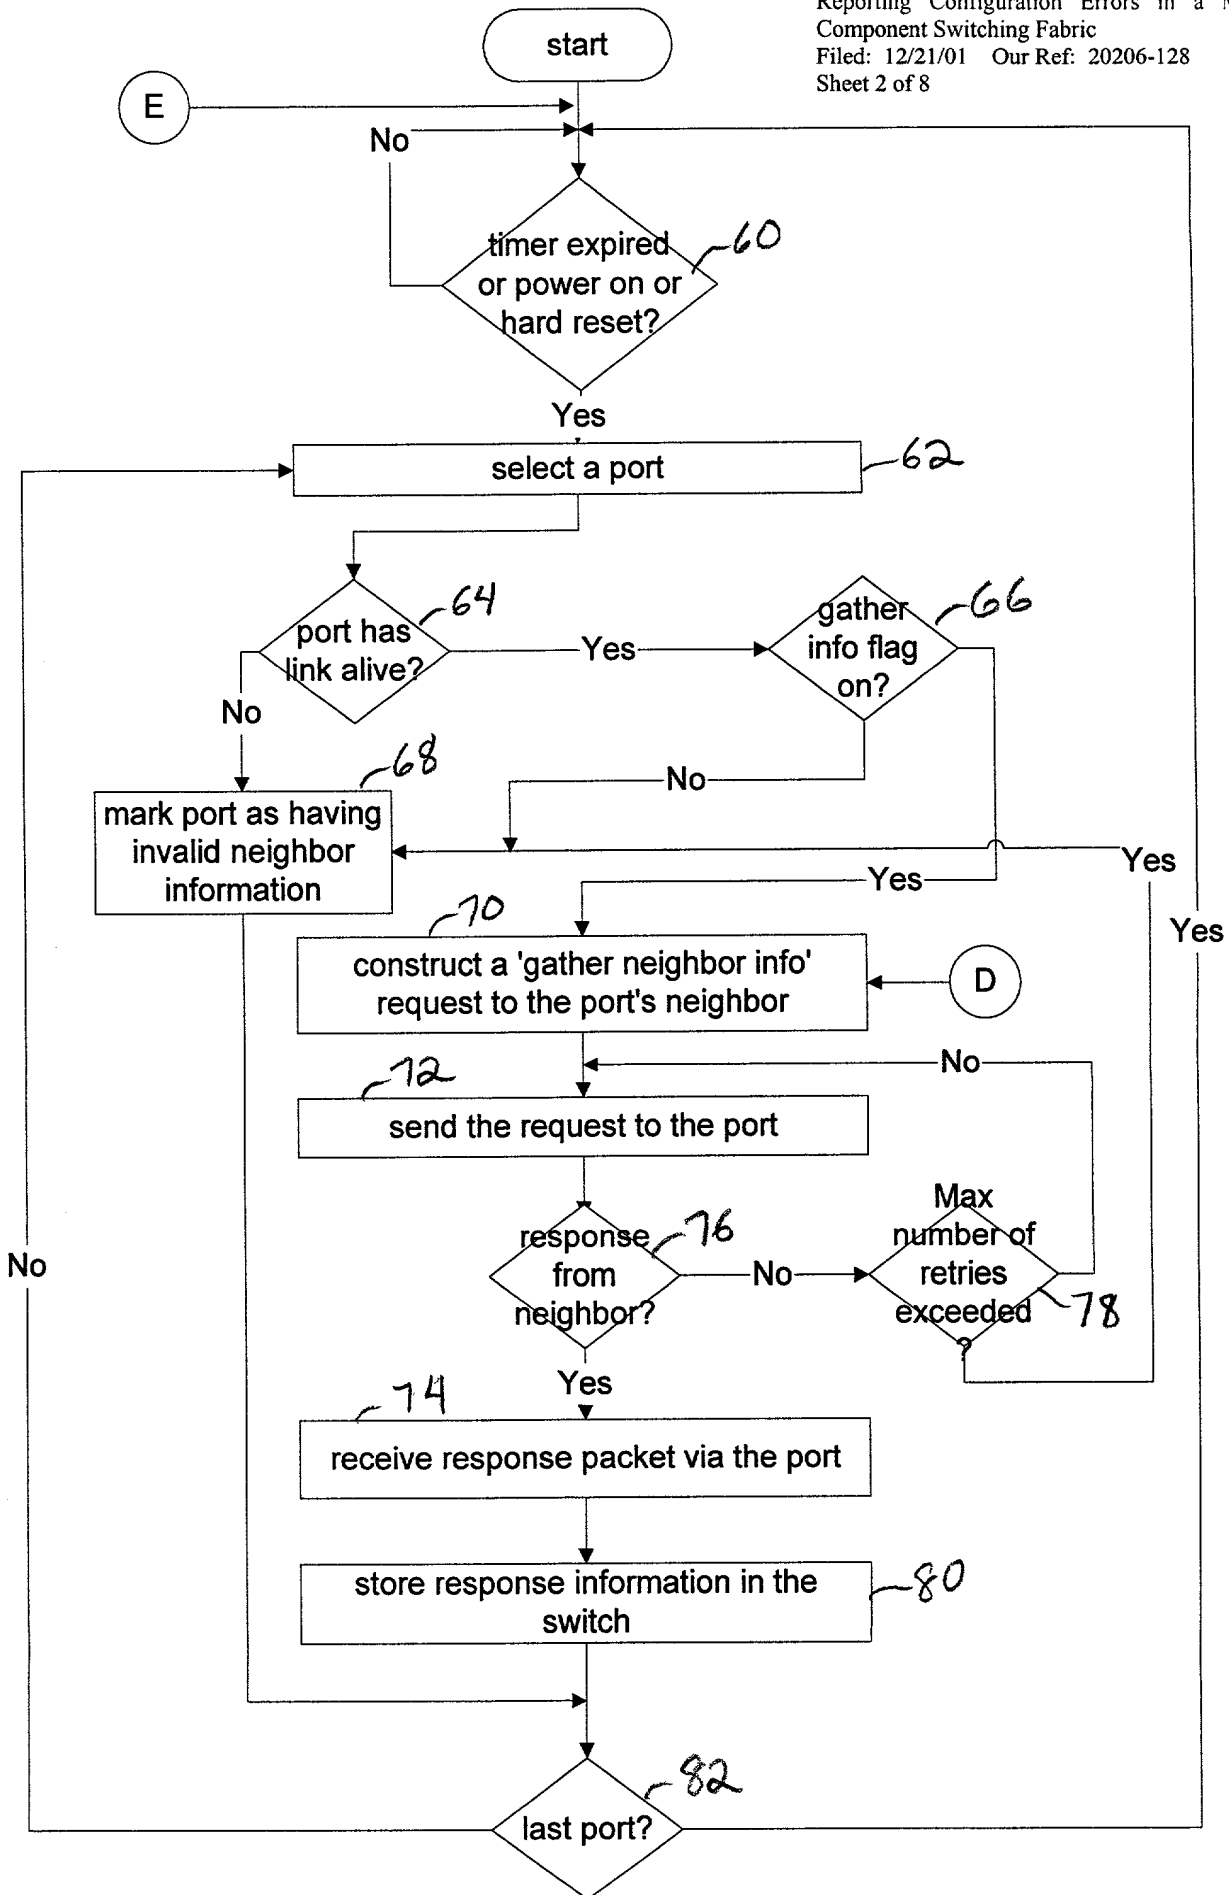 Reporting Configuration Errors in a
Component Switching Fabric
Filed: 12/21/01 Our Ref: 20206-128
Sheet 2 of 8
start
E
No
timer expired
or power on or
hard reset?
60
Yes
select a port
62
port has
link alive?
64
Yes
gather
info flag
on?
66
No
No
68
mark port as having
invalid neighbor
information
Yes
Yes
Yes
70
construct a 'gather neighbor info'
request to the port's neighbor
D
No
72
send the request to the port
response
from
neighbor?
76
No
Max
number of
retries
exceeded
?
78
No
Yes
74
receive response packet via the port
store response information in the
switch
80
last port?
82